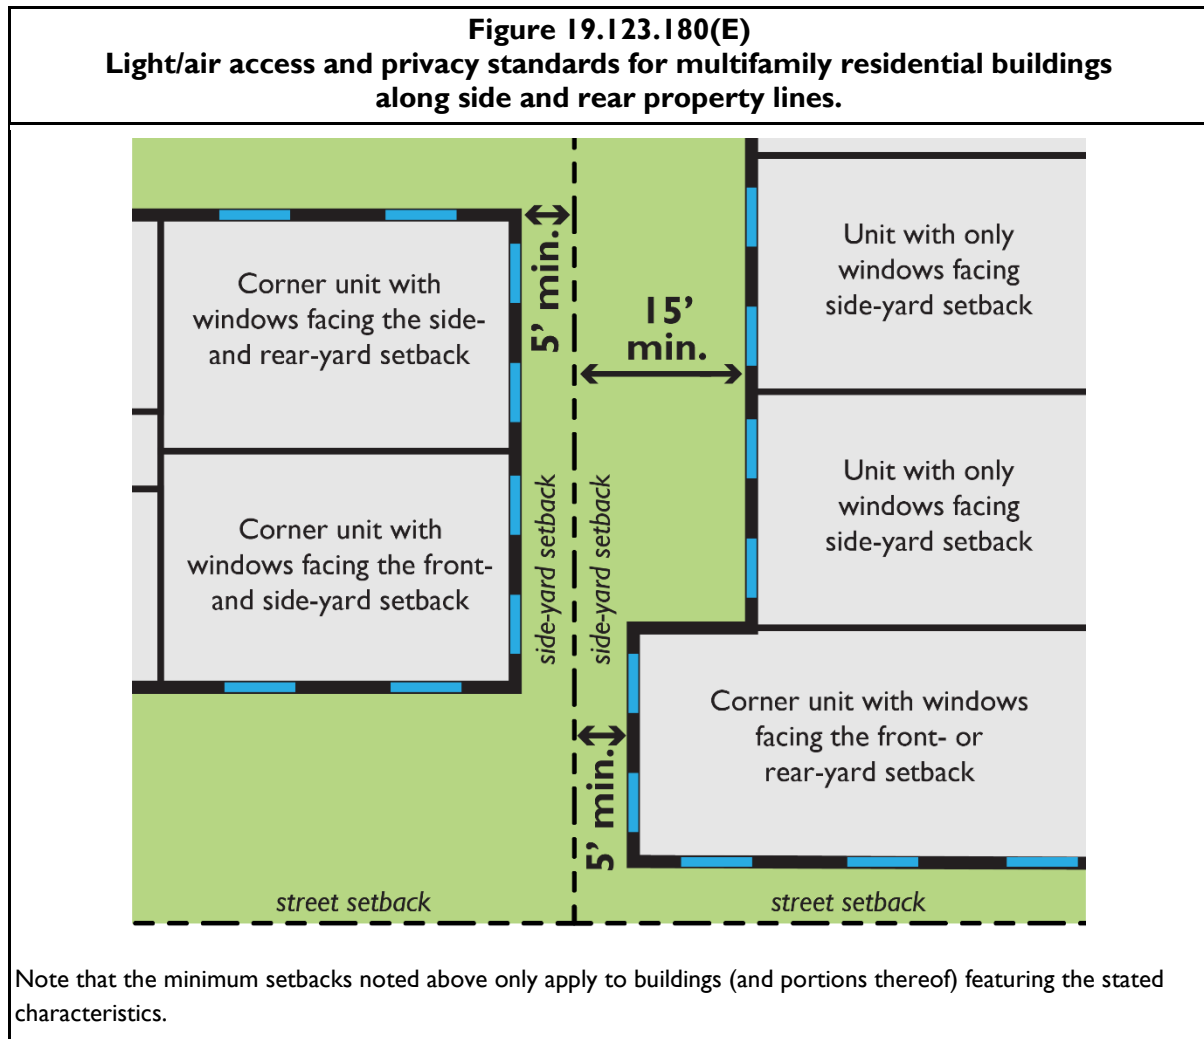 Figure 19.123.180(E)
Light/air access and privacy standards for multifamily residential buildings
along side and rear property lines.
Corner unit with
windows facing the side-
and rear-yard setback
Corner unit with
windows facing the front-
and side-yard setback
5' min.
side-yard setback
side-yard setback
15'
min.
5' min.
Unit with only
windows facing
side-yard setback
Unit with only
windows facing
side-yard setback
Corner unit with windows
facing the front- or
rear-yard setback
street setback
street setback
Note that the minimum setbacks noted above only apply to buildings (and portions thereof) featuring the stated
characteristics.